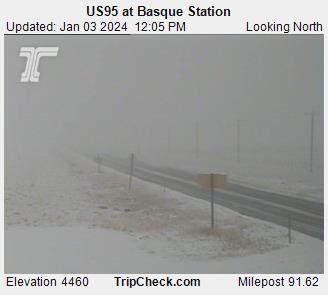 US95 at Basque Station
Updated: Jan 03 2024 12:05 PM Looking North
Elevation 4460 TripCheck.com Milepost 91.62